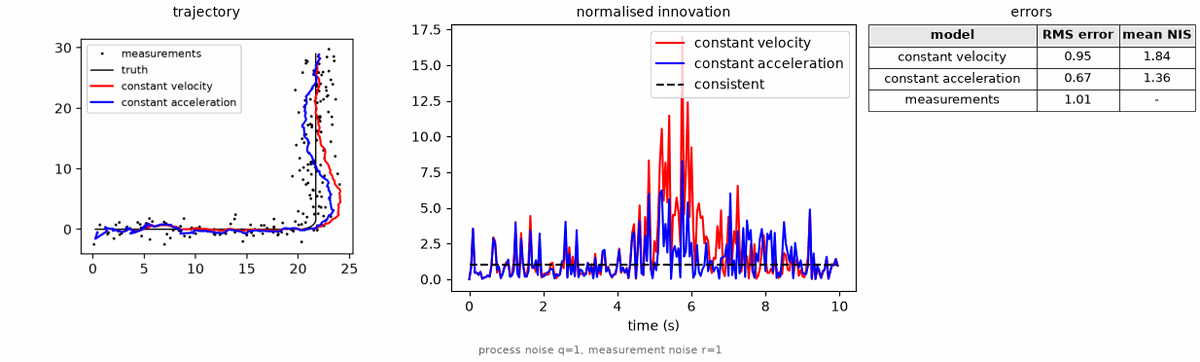 trajectory
30
20
10
0
0
5
10
15
20
25
measurements
truth
constant velocity
constant acceleration
normalised innovation
17.5
15.0
12.5
10.0
7.5
5.0
2.5
0.0
0
2
4
6
8
10
time (s)
constant velocity
constant acceleration
consistent
errors
model RMS error mean NIS
constant velocity 0.95 1.84
constant acceleration 0.67 1.36
measurements 1.01 -
process noise q=1, measurement noise r=1